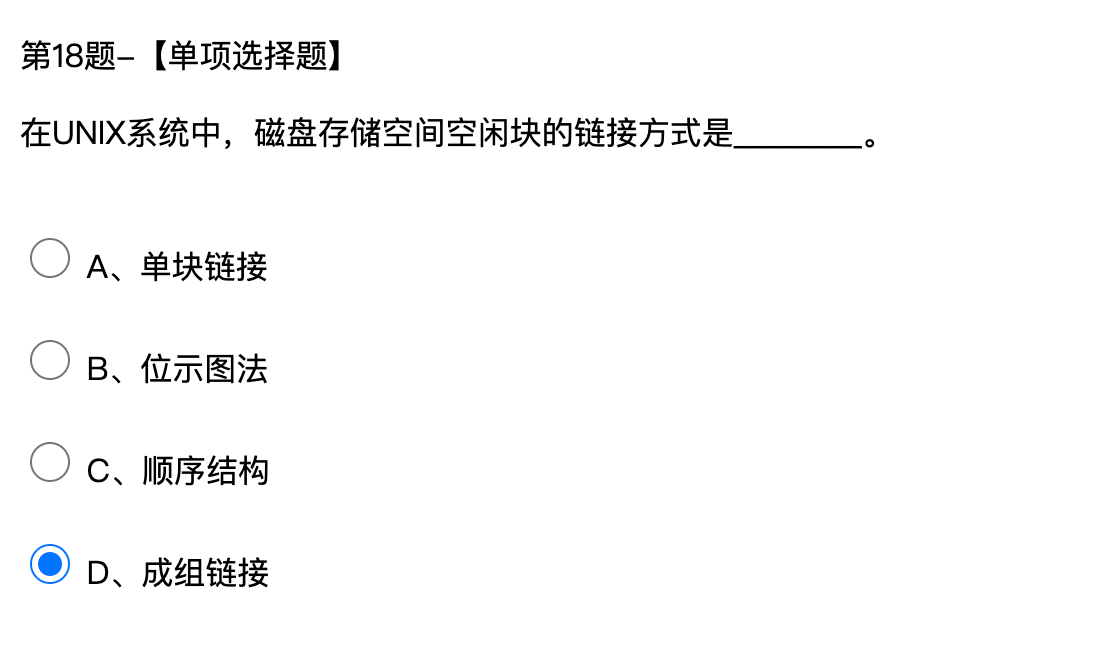 第18题–【单项选择题】
在UNIX系统中，磁盘存储空间空闲块的链接方式是________。
A、单块链接
B、位示图法
C、顺序结构
D、成组链接